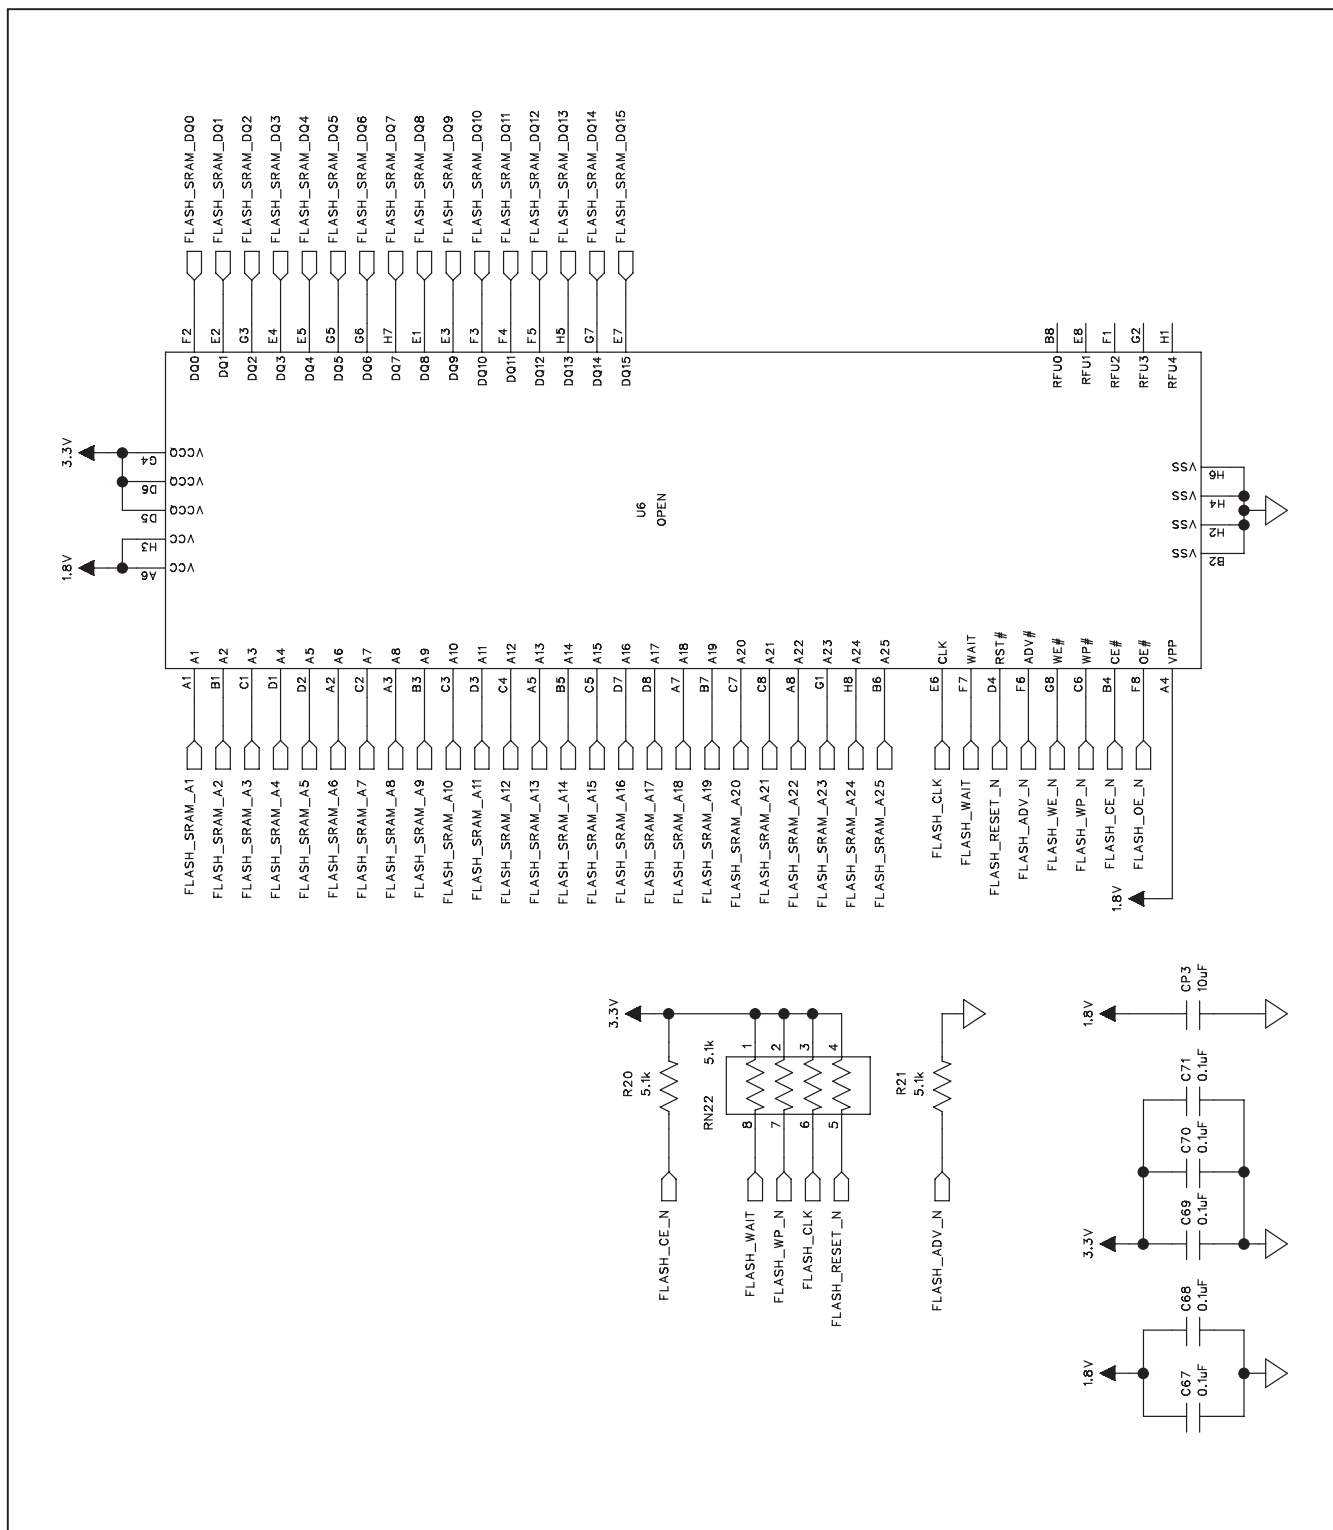 1.8V 3.3V
A6 H3 D5 D6 G4
VCC VCC VCCQ VCCQ VCCQ
FLASH_SRAM_A1 A1 A1 DQ0 F2 FLASH_SRAM_DQ0
FLASH_SRAM_A2 B1 A2 DQ1 E2 FLASH_SRAM_DQ1
FLASH_SRAM_A3 C1 A3 DQ2 G3 FLASH_SRAM_DQ2
FLASH_SRAM_A4 D1 A4 DQ3 E4 FLASH_SRAM_DQ3
FLASH_SRAM_A5 D2 A5 DQ4 E5 FLASH_SRAM_DQ4
FLASH_SRAM_A6 A2 A6 DQ5 G5 FLASH_SRAM_DQ5
FLASH_SRAM_A7 C2 A7 DQ6 G6 FLASH_SRAM_DQ6
FLASH_SRAM_A8 A3 A8 DQ7 H7 FLASH_SRAM_DQ7
FLASH_SRAM_A9 B3 A9 DQ8 E1 FLASH_SRAM_DQ8
FLASH_SRAM_A10 C3 A10 DQ9 E3 FLASH_SRAM_DQ9
FLASH_SRAM_A11 D3 A11 DQ10 F3 FLASH_SRAM_DQ10
FLASH_SRAM_A12 C4 A12 DQ11 F4 FLASH_SRAM_DQ11
FLASH_SRAM_A13 A5 A13 DQ12 F5 FLASH_SRAM_DQ12
FLASH_SRAM_A14 B5 A14 DQ13 H5 FLASH_SRAM_DQ13
FLASH_SRAM_A15 C5 A15 DQ14 G7 FLASH_SRAM_DQ14
FLASH_SRAM_A16 D7 A16 DQ15 E7 FLASH_SRAM_DQ15
FLASH_SRAM_A17 D8 A17
FLASH_SRAM_A18 A7 A18
FLASH_SRAM_A19 B7 A19
FLASH_SRAM_A20 C7 A20
FLASH_SRAM_A21 C8 A21
FLASH_SRAM_A22 A8 A22
FLASH_SRAM_A23 G1 A23
FLASH_SRAM_A24 H8 A24
FLASH_SRAM_A25 B6 A25
U6
OPEN
FLASH_CLK E6 CLK
FLASH_WAIT F7 WAIT
FLASH_RESET_N D4 RST#
FLASH_ADV_N F6 ADV#
FLASH_WE_N G8 WE#
FLASH_WP_N C6 WP#
FLASH_CE_N B4 CE#
FLASH_OE_N F8 OE#
1.8V A4 VPP
RFU0 B8
RFU1 E8
RFU2 F1
RFU3 G2
RFU4 H1
VSS VSS VSS VSS
B2 H2 H4 H6
3.3V
R20
5.1k
FLASH_CE_N
RN22 5.1k
FLASH_WAIT 8 1
FLASH_WP_N 7 2
FLASH_CLK 6 3
FLASH_RESET_N 5 4
R21
5.1k
FLASH_ADV_N
1.8V 3.3V 1.8V
C67 C68 C69 C70 C71 CP3
0.1uF 0.1uF 0.1uF 0.1uF 0.1uF 10uF